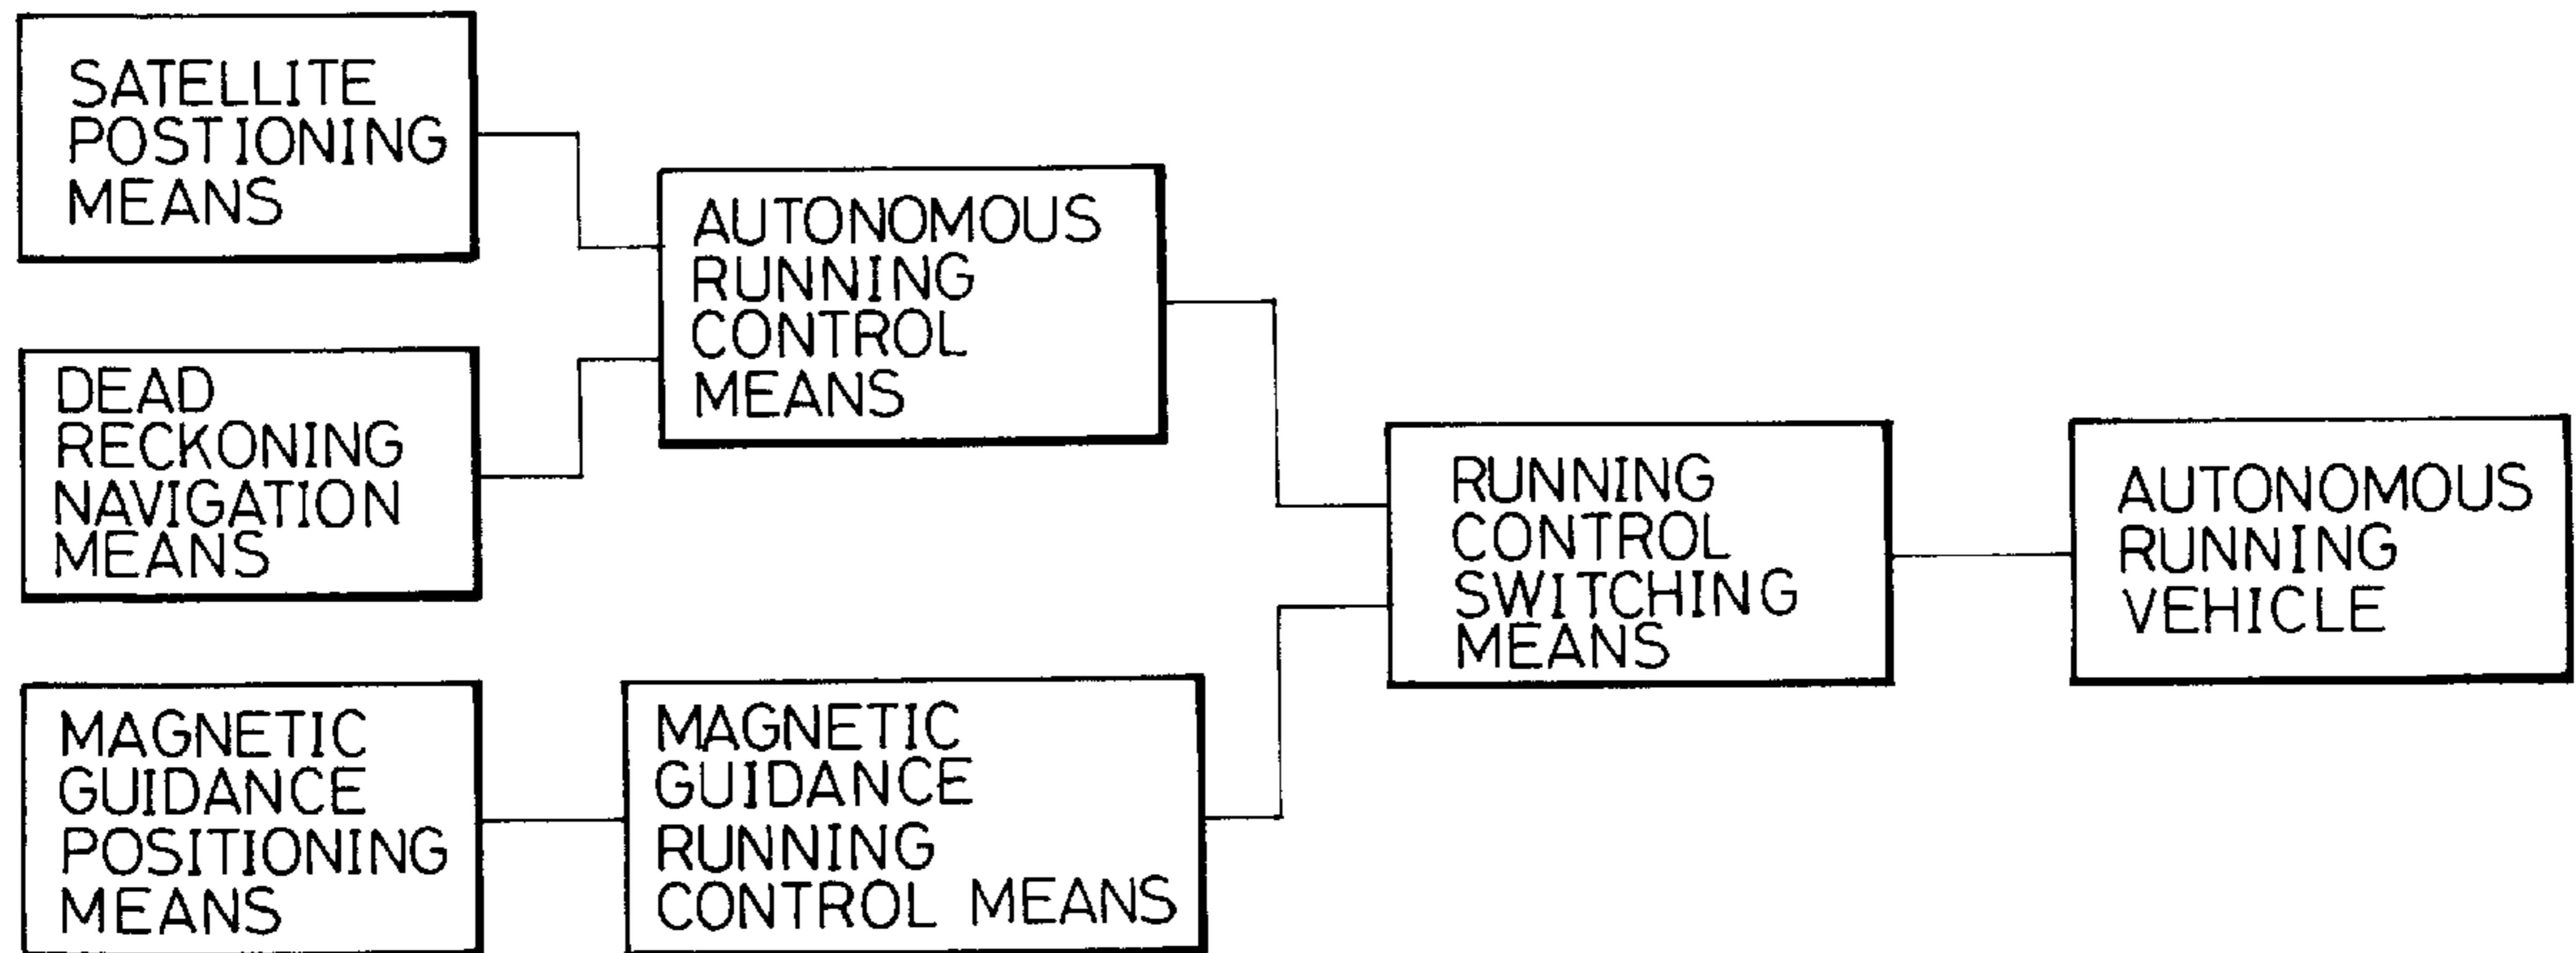 SATELLITE
POSTIONING
MEANS
DEAD
RECKONING
NAVIGATION
MEANS
MAGNETIC
GUIDANCE
POSITIONING
MEANS
AUTONOMOUS
RUNNING
CONTROL
MEANS
MAGNETIC
GUIDANCE
RUNNING
CONTROL MEANS
RUNNING
CONTROL
SWITCHING
MEANS
AUTONOMOUS
RUNNING
VEHICLE